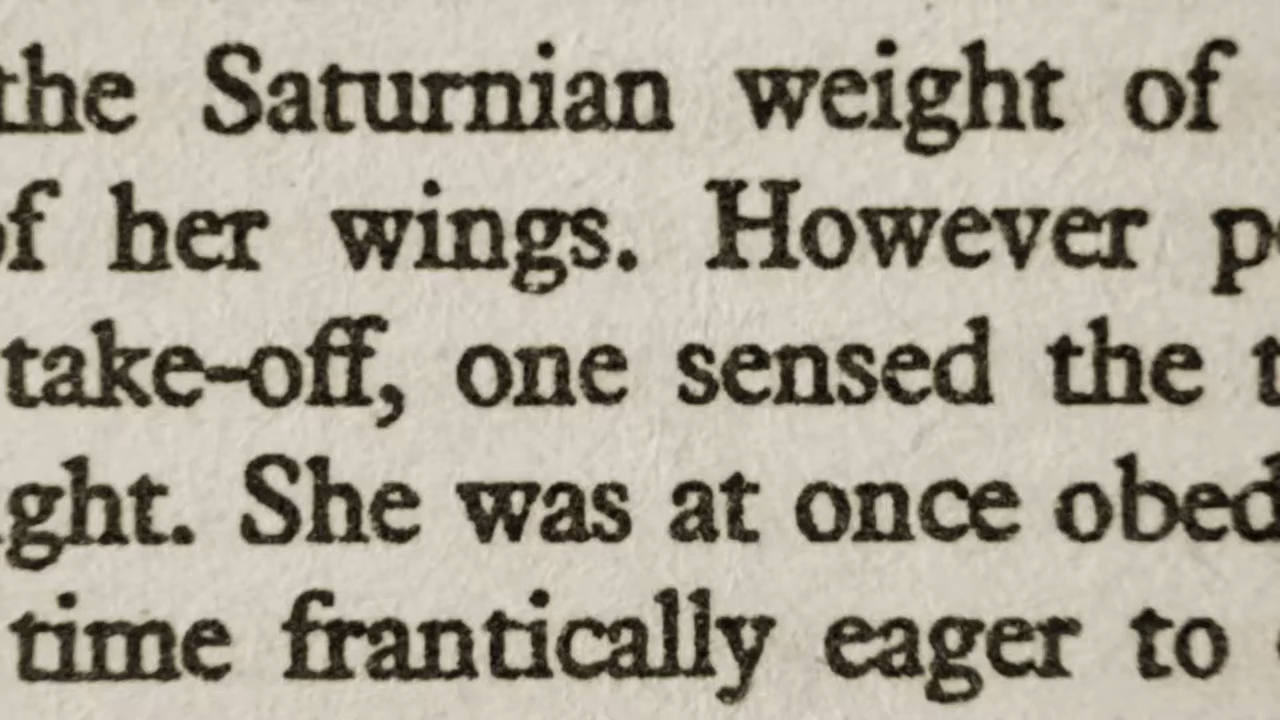 the Saturnian weight of
of her wings. However
take-off, one sensed the
ght. She was at once
time frantically eager to